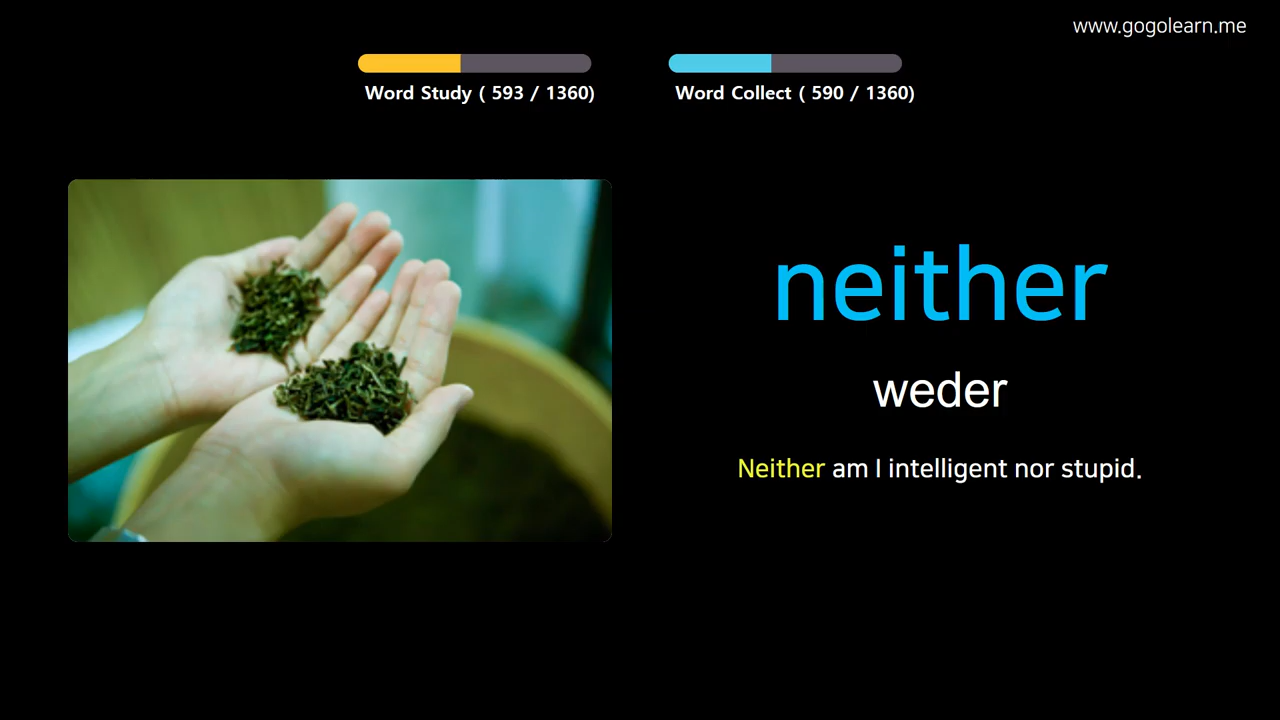 www.gogolearn.me
Word Study ( 593 / 1360)
Word Collect ( 590 / 1360)
neither
weder
Neither am I intelligent nor stupid.